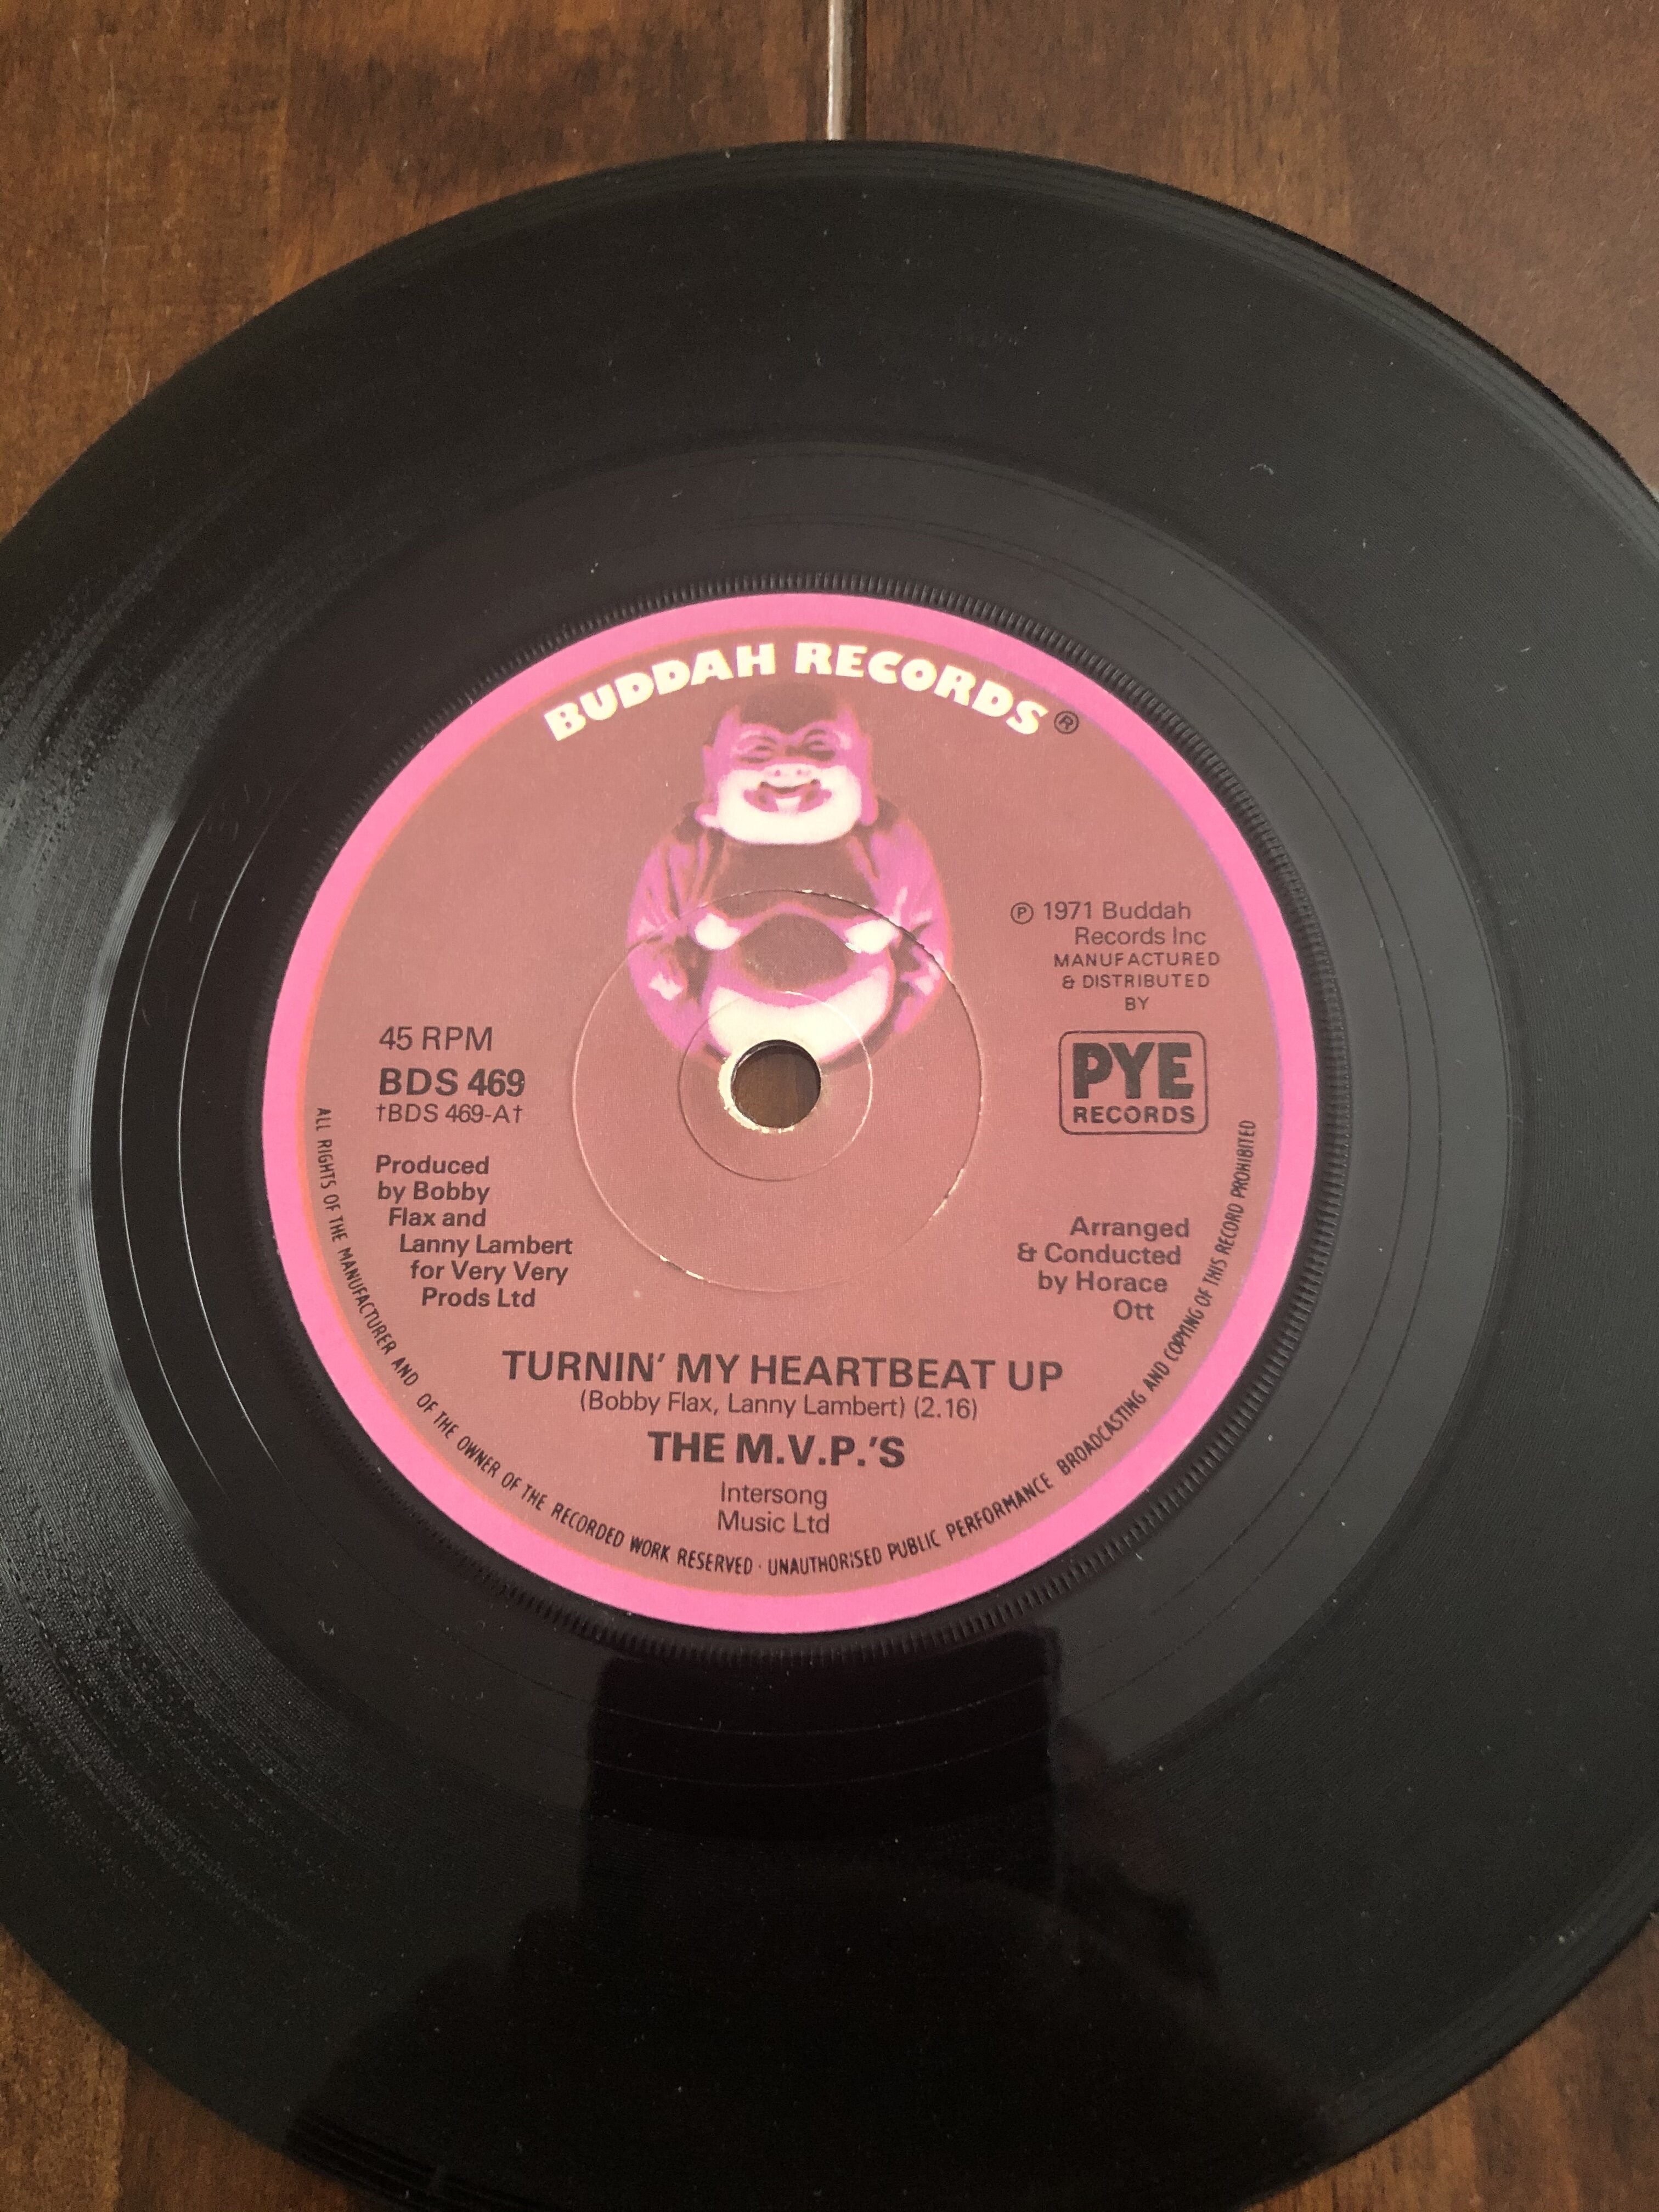 BUDDAH RECORDS ®
℗ 1971 Buddah
Records Inc
MANUFACTURED
& DISTRIBUTED
BY
PYE
RECORDS
45 RPM
BDS 469
†BDS 469-A†
Produced
by Bobby
Flax and
Lanny Lambert
for Very Very
Prods Ltd
Arranged
& Conducted
by Horace
Ott
TURNIN' MY HEARTBEAT UP
(Bobby Flax, Lanny Lambert) (2.16)
THE M.V.P.'S
Intersong
Music Ltd
ALL RIGHTS OF THE MANUFACTURER AND OF THE OWNER OF THE RECORDED WORK RESERVED · UNAUTHORISED PUBLIC PERFORMANCE BROADCASTING AND COPYING OF THIS RECORD PROHIBITED